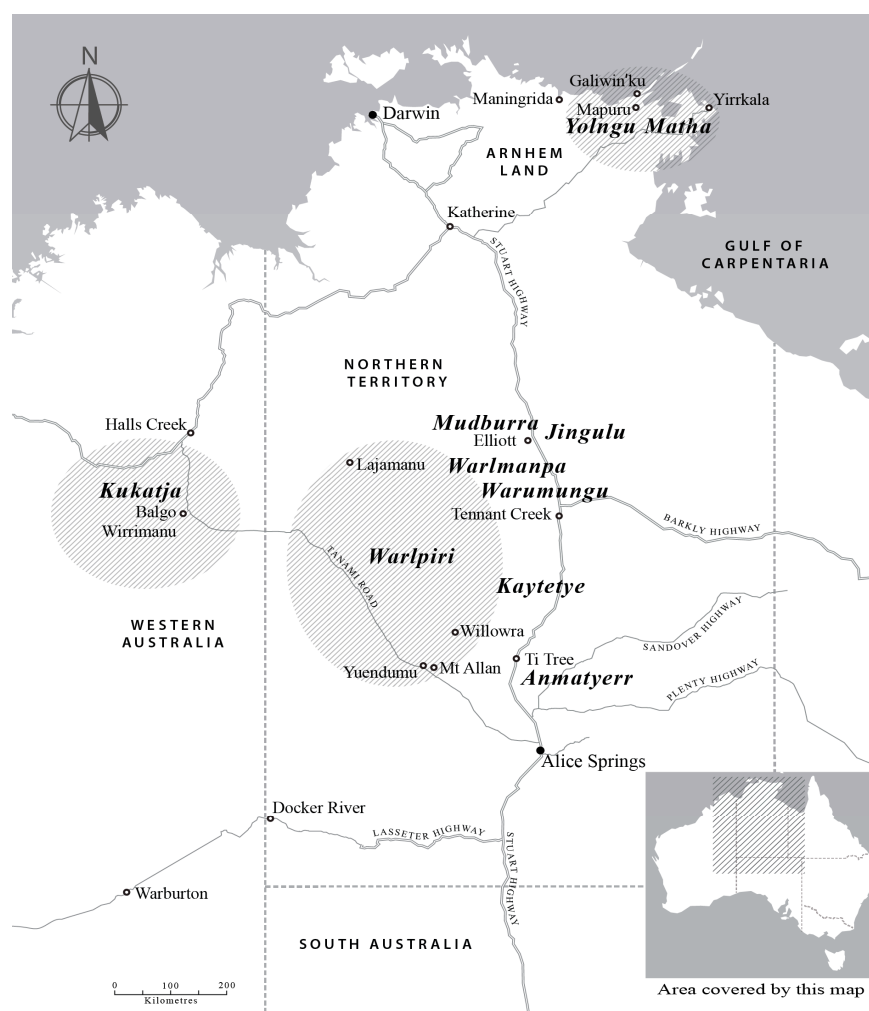 N
Galiwin'ku
Maningrida
Mapuru
Yirrkala
Yolngu Matha
Darwin
ARNHEM
LAND
Katherine
STUART HIGHWAY
GULF OF
CARPENTARIA
NORTHERN
TERRITORY
Halls Creek
Mudburra
Elliott
Jingulu
Lajamanu
Warlmanpa
Kukatja
Warumungu
Balgo
Wirrimanu
Tennant Creek
BARKLY HIGHWAY
Warlpiri
TANAMI ROAD
Kaytetye
WESTERN
AUSTRALIA
Willowra
SANDOVER HIGHWAY
Yuendumu
Mt Allan
Ti Tree
Anmatyerr
PLENTY HIGHWAY
Alice Springs
Docker River
LASSETER HIGHWAY
STUART HIGHWAY
Warburton
SOUTH AUSTRALIA
0 100 200
Kilometres
Area covered by this map